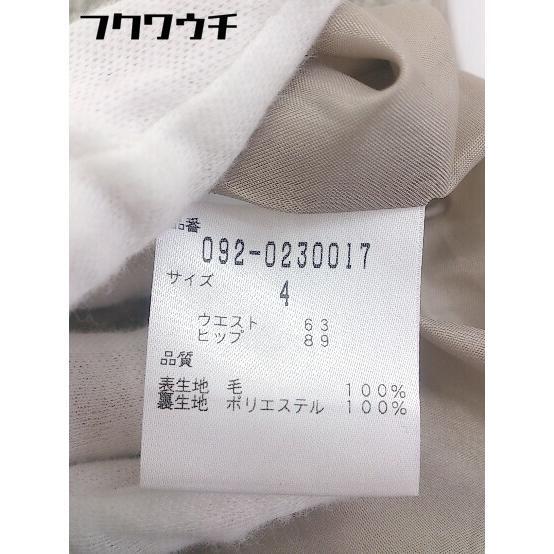 フクワウチ
品番
092-0230017
サイズ
4
ウエスト 63
ヒップ 89
品質
表生地 毛 100%
裏生地 ポリエステル 100%